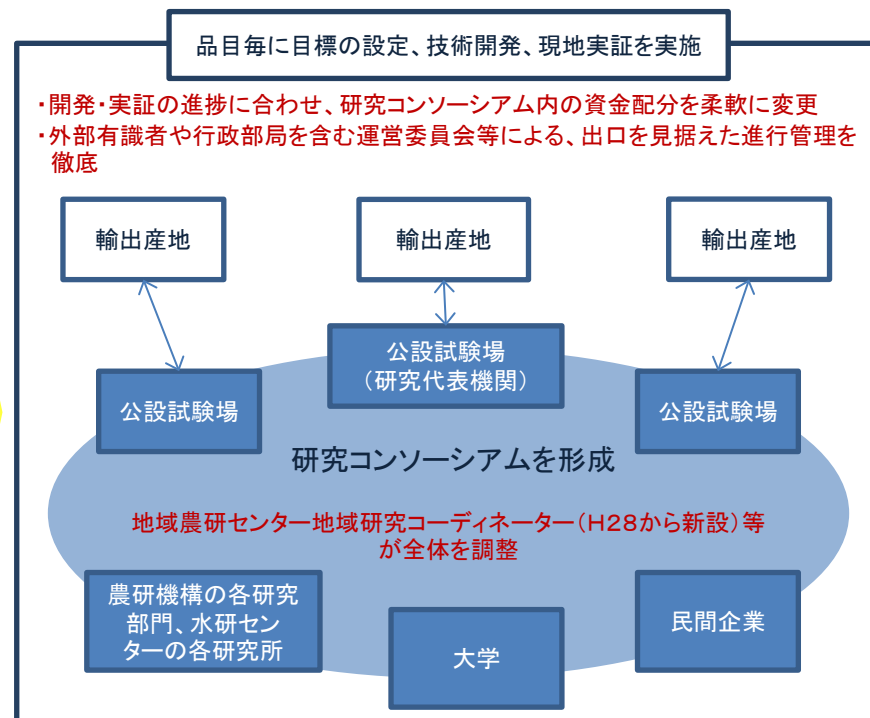 品目毎に目標の設定、技術開発、現地実証を実施
・開発・実証の進捗に合わせ、研究コンソーシアム内の資金配分を柔軟に変更
・外部有識者や行政部局を含む運営委員会等による、出口を見据えた進行管理を
徹底
輸出産地
輸出産地
輸出産地
公設試験場
（研究代表機関）
公設試験場
公設試験場
研究コンソーシアムを形成
地域農研センター地域研究コーディネーター（H28から新設）等
が全体を調整
農研機構の各研究
部門、水研セン
ターの各研究所
大学
民間企業